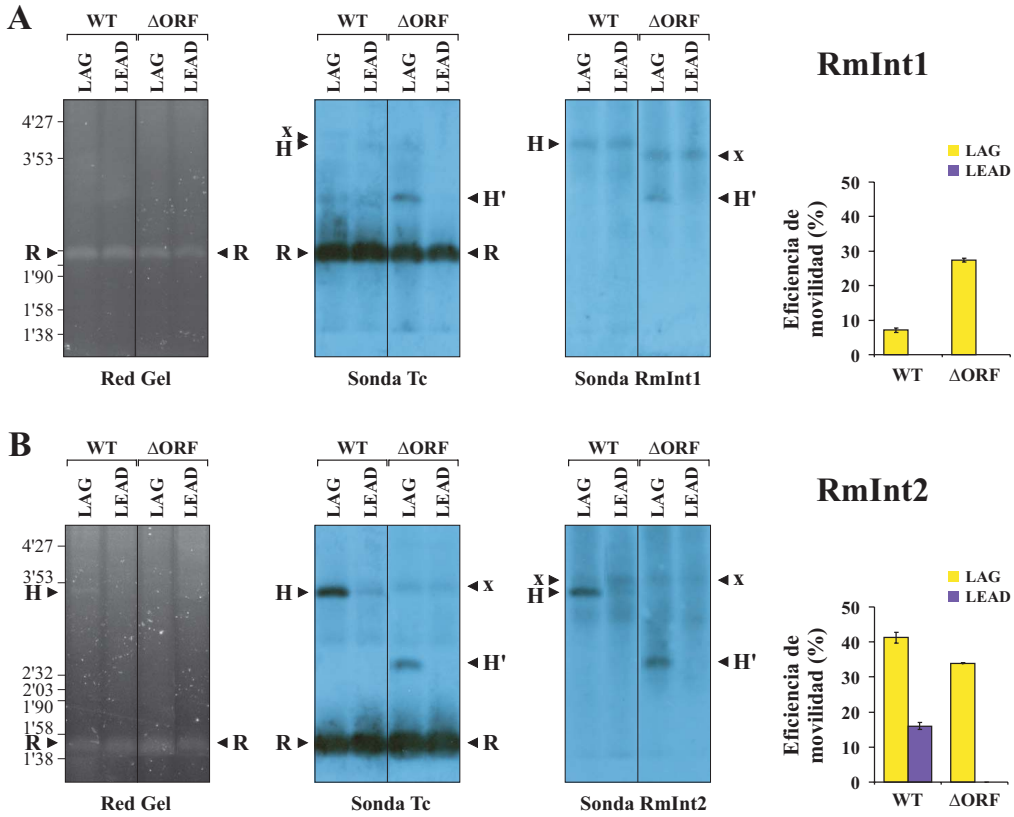 A
WT ΔORF
LAG LEAD LAG LEAD
4'27
3'53
R
1'90
1'58
1'38
R
Red Gel
WT ΔORF
LAG LEAD LAG LEAD
x
H
H'
R
R
Sonda Tc
WT ΔORF
LAG LEAD LAG LEAD
H
x
H'
Sonda RmInt1
RmInt1
LAG
LEAD
Eficiencia de
movilidad (%)
50
40
30
20
10
0
WT ΔORF
B
WT ΔORF
LAG LEAD LAG LEAD
4'27
3'53
H
2'32
2'03
1'90
1'58
R
1'38
R
Red Gel
WT ΔORF
LAG LEAD LAG LEAD
H
x
H'
R
R
Sonda Tc
WT ΔORF
LAG LEAD LAG LEAD
x
H
x
H'
Sonda RmInt2
RmInt2
LAG
LEAD
Eficiencia de
movilidad (%)
50
40
30
20
10
0
WT ΔORF